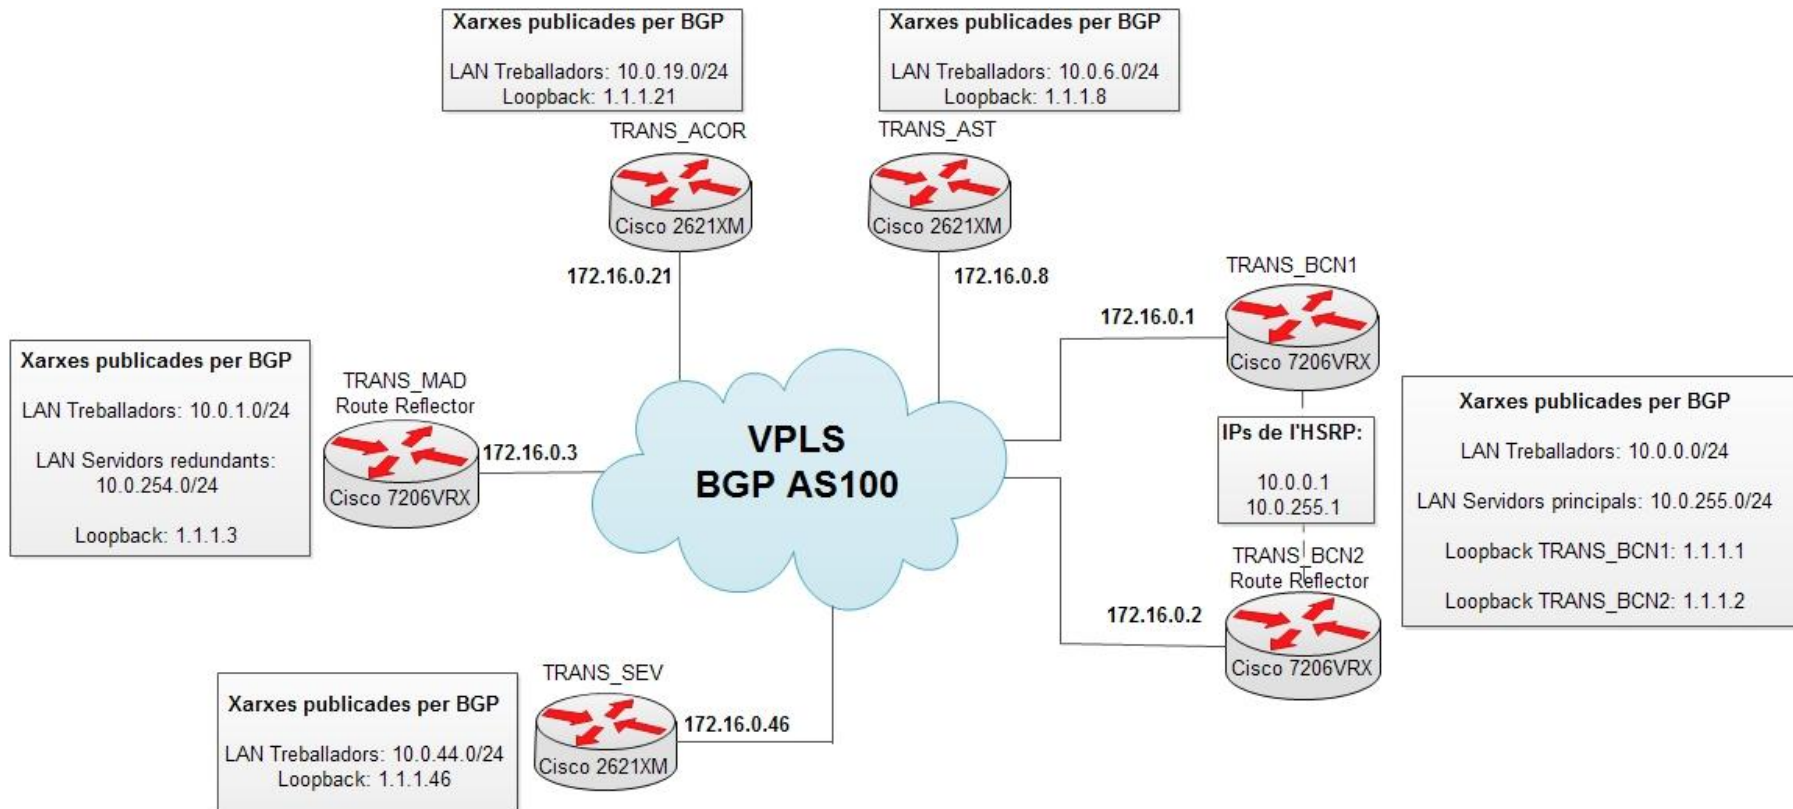 Xarxes publicades per BGP
LAN Treballadors: 10.0.19.0/24
Loopback: 1.1.1.21
TRANS_ACOR
Cisco 2621XM
172.16.0.21
Xarxes publicades per BGP
LAN Treballadors: 10.0.6.0/24
Loopback: 1.1.1.8
TRANS_AST
Cisco 2621XM
172.16.0.8
TRANS_BCN1
172.16.0.1
Cisco 7206VRX
IPs de l'HSRP:
10.0.0.1
10.0.255.1
TRANS_BCN2
Route Reflector
172.16.0.2
Cisco 7206VRX
Xarxes publicades per BGP
LAN Treballadors: 10.0.0.0/24
LAN Servidors principals: 10.0.255.0/24
Loopback TRANS_BCN1: 1.1.1.1
Loopback TRANS_BCN2: 1.1.1.2
Xarxes publicades per BGP
LAN Treballadors: 10.0.1.0/24
LAN Servidors redundants:
10.0.254.0/24
Loopback: 1.1.1.3
TRANS_MAD
Route Reflector
172.16.0.3
Cisco 7206VRX
VPLS
BGP AS100
Xarxes publicades per BGP
LAN Treballadors: 10.0.44.0/24
Loopback: 1.1.1.46
TRANS_SEV
172.16.0.46
Cisco 2621XM